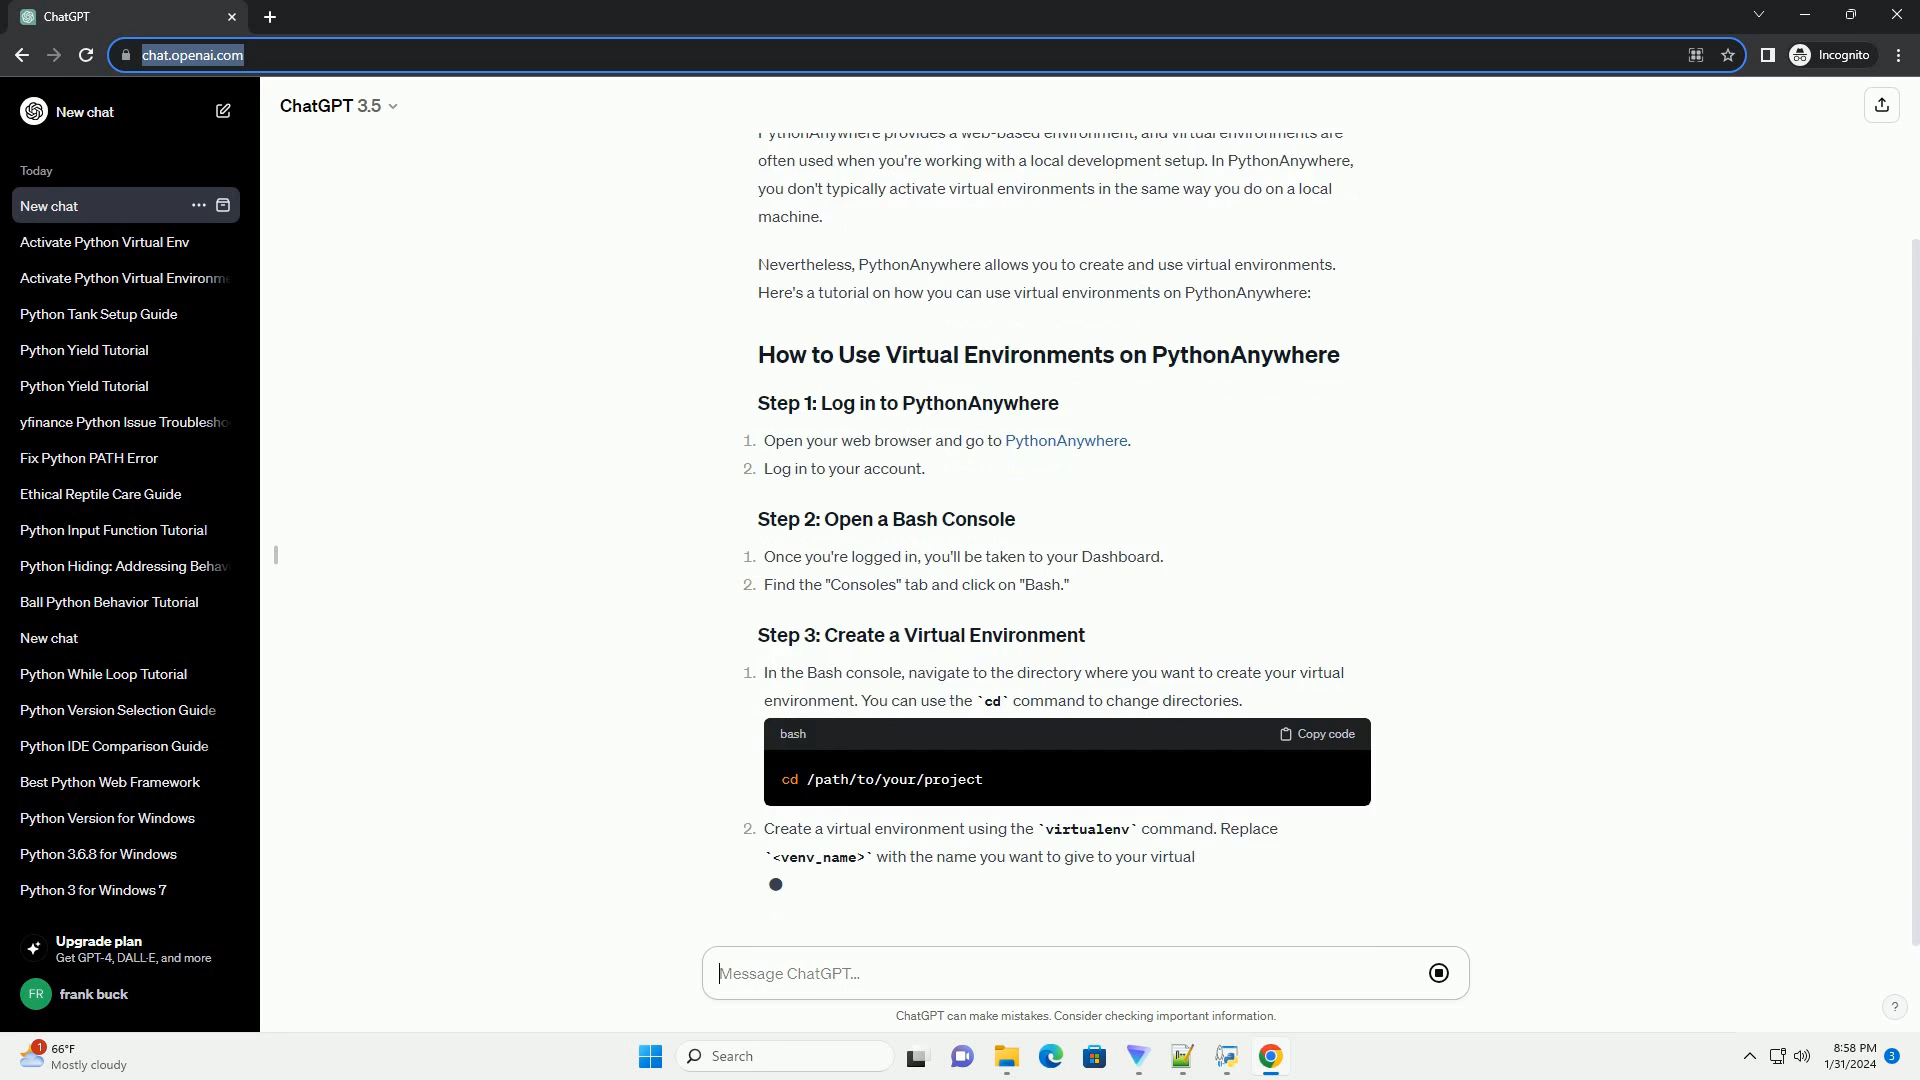 ChatGPT
chat.openai.com
Incognito
New chat
Today
New chat
Activate Python Virtual Env
Activate Python Virtual Environme
Python Tank Setup Guide
Python Yield Tutorial
Python Yield Tutorial
yfinance Python Issue Troublesho
Fix Python PATH Error
Ethical Reptile Care Guide
Python Input Function Tutorial
Python Hiding: Addressing Behav
Ball Python Behavior Tutorial
New chat
Python While Loop Tutorial
Python Version Selection Guide
Python IDE Comparison Guide
Best Python Web Framework
Python Version for Windows
Python 3.6.8 for Windows
Python 3 for Windows 7
Upgrade plan
Get GPT-4, DALL·E, and more
FR frank buck
ChatGPT 3.5
PythonAnywhere provides a web-based environment, and virtual environments are
often used when you're working with a local development setup. In PythonAnywhere,
you don't typically activate virtual environments in the same way you do on a local
machine.
Nevertheless, PythonAnywhere allows you to create and use virtual environments.
Here's a tutorial on how you can use virtual environments on PythonAnywhere:
How to Use Virtual Environments on PythonAnywhere
Step 1: Log in to PythonAnywhere
1. Open your web browser and go to PythonAnywhere.
2. Log in to your account.
Step 2: Open a Bash Console
1. Once you're logged in, you'll be taken to your Dashboard.
2. Find the "Consoles" tab and click on "Bash."
Step 3: Create a Virtual Environment
1. In the Bash console, navigate to the directory where you want to create your virtual
environment. You can use the `cd` command to change directories.
bash Copy code
cd /path/to/your/project
2. Create a virtual environment using the `virtualenv` command. Replace
`<venv_name>` with the name you want to give to your virtual
Message ChatGPT...
ChatGPT can make mistakes. Consider checking important information.
?
1
66°F
Mostly cloudy
Search
8:58 PM
1/31/2024
3